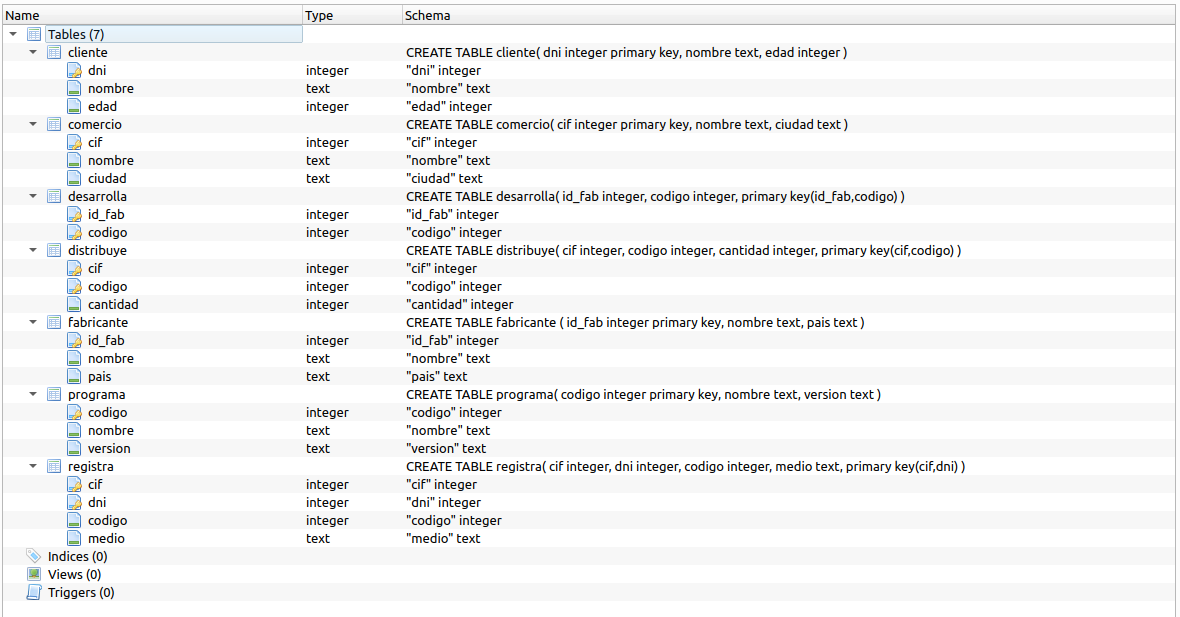 Name Type Schema
Tables (7)
cliente CREATE TABLE cliente( dni integer primary key, nombre text, edad integer )
dni integer "dni" integer
nombre text "nombre" text
edad integer "edad" integer
comercio CREATE TABLE comercio( cif integer primary key, nombre text, ciudad text )
cif integer "cif" integer
nombre text "nombre" text
ciudad text "ciudad" text
desarrolla CREATE TABLE desarrolla( id_fab integer, codigo integer, primary key(id_fab,codigo) )
id_fab integer "id_fab" integer
codigo integer "codigo" integer
distribuye CREATE TABLE distribuye( cif integer, codigo integer, cantidad integer, primary key(cif,codigo) )
cif integer "cif" integer
codigo integer "codigo" integer
cantidad integer "cantidad" integer
fabricante CREATE TABLE fabricante ( id_fab integer primary key, nombre text, pais text )
id_fab integer "id_fab" integer
nombre text "nombre" text
pais text "pais" text
programa CREATE TABLE programa( codigo integer primary key, nombre text, version text )
codigo integer "codigo" integer
nombre text "nombre" text
version text "version" text
registra CREATE TABLE registra( cif integer, dni integer, codigo integer, medio text, primary key(cif,dni) )
cif integer "cif" integer
dni integer "dni" integer
codigo integer "codigo" integer
medio text "medio" text
Indices (0)
Views (0)
Triggers (0)